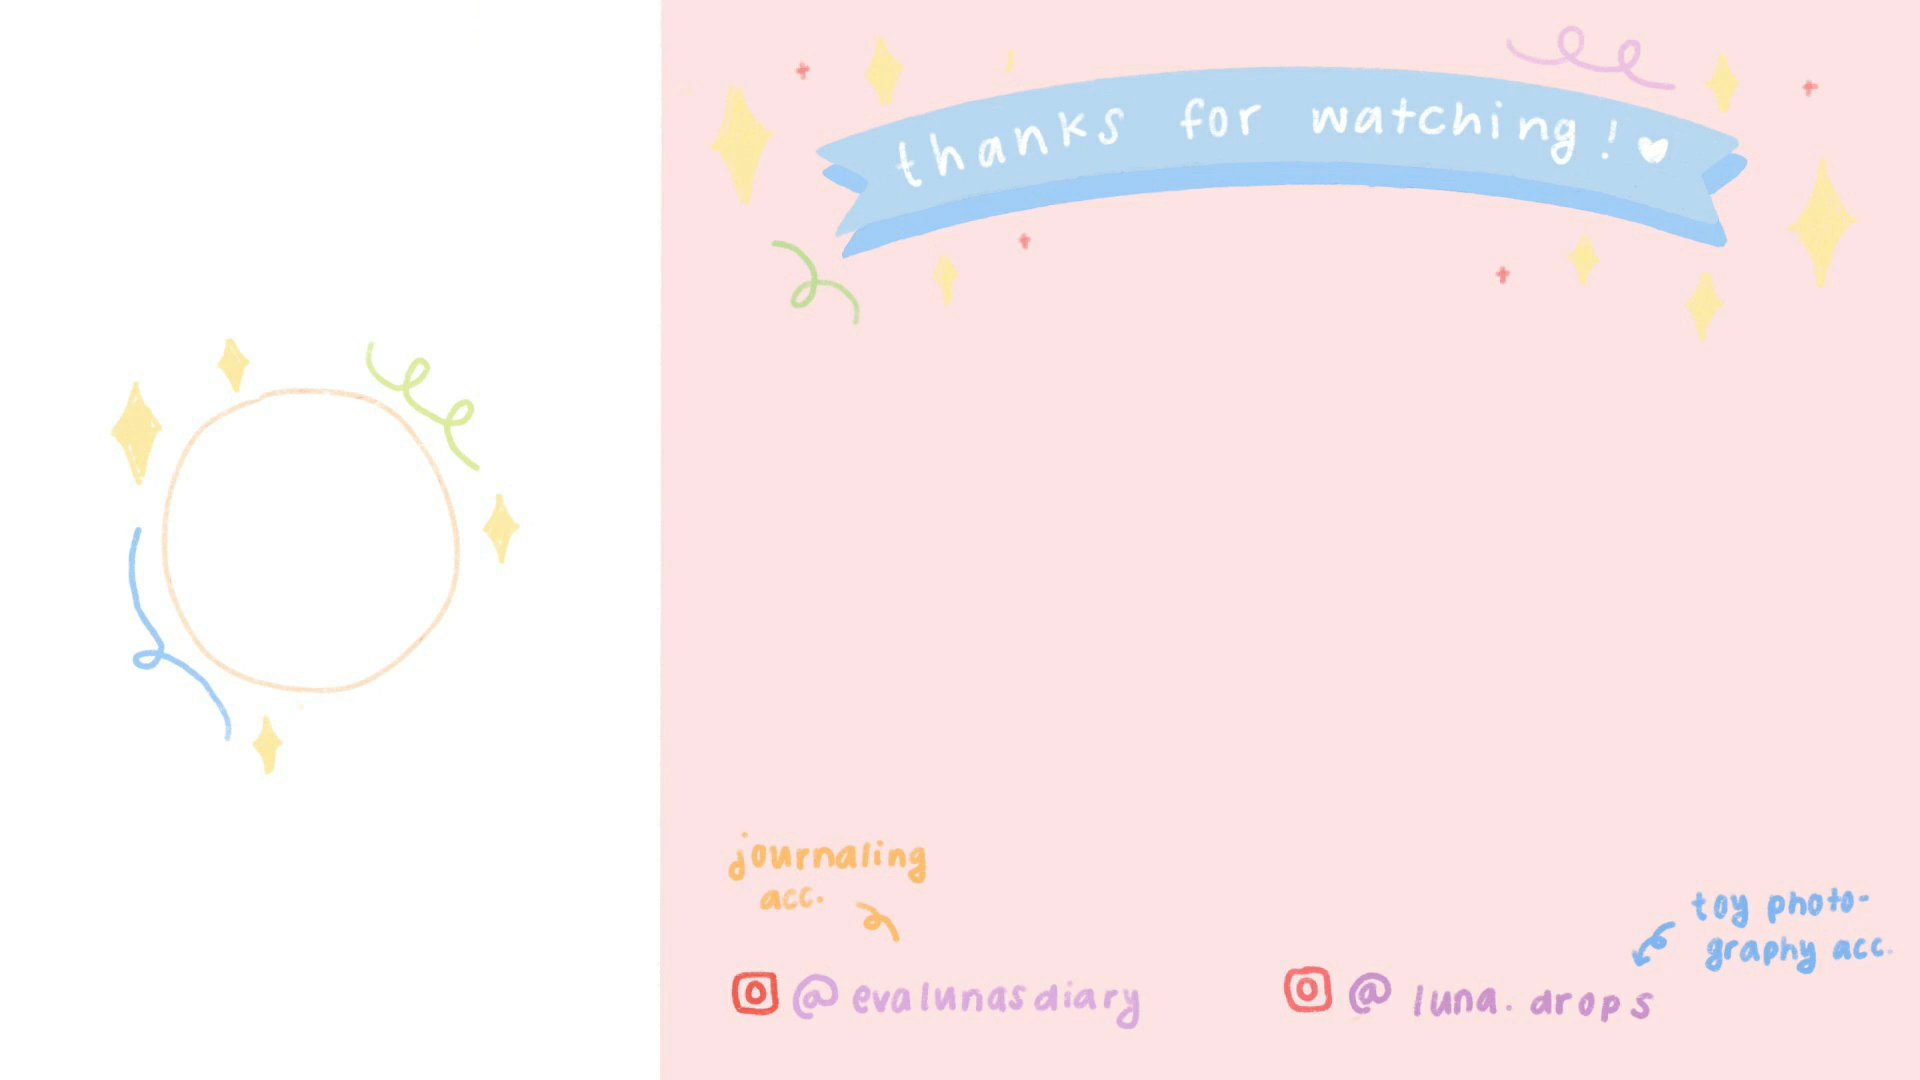 thanks for watching!
journaling
acc.
toy photo-
graphy acc.
@evalunasdiary
@luna.drops